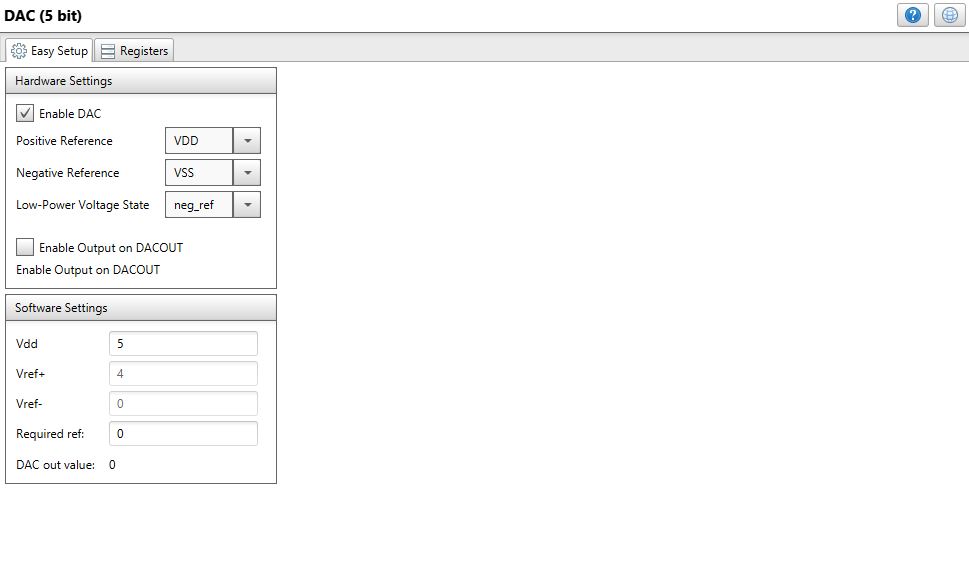 DAC (5 bit)
Easy Setup Registers
Hardware Settings
Enable DAC
Positive Reference VDD
Negative Reference VSS
Low-Power Voltage State neg_ref
Enable Output on DACOUT
Enable Output on DACOUT
Software Settings
Vdd 5
Vref+ 4
Vref- 0
Required ref: 0
DAC out value: 0